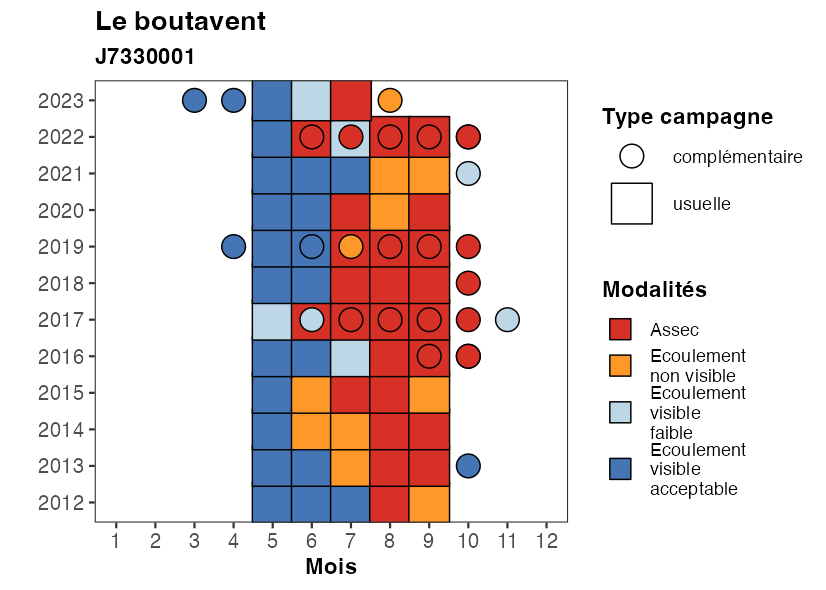 Le boutavent
J7330001
2023
2022
2021
2020
2019
2018
2017
2016
2015
2014
2013
2012
1 2 3 4 5 6 7 8 9 10 11 12
Mois
Type campagne
complémentaire
usuelle
Modalités
Assec
Ecoulement
non visible
Ecoulement
visible
faible
Ecoulement
visible
acceptable